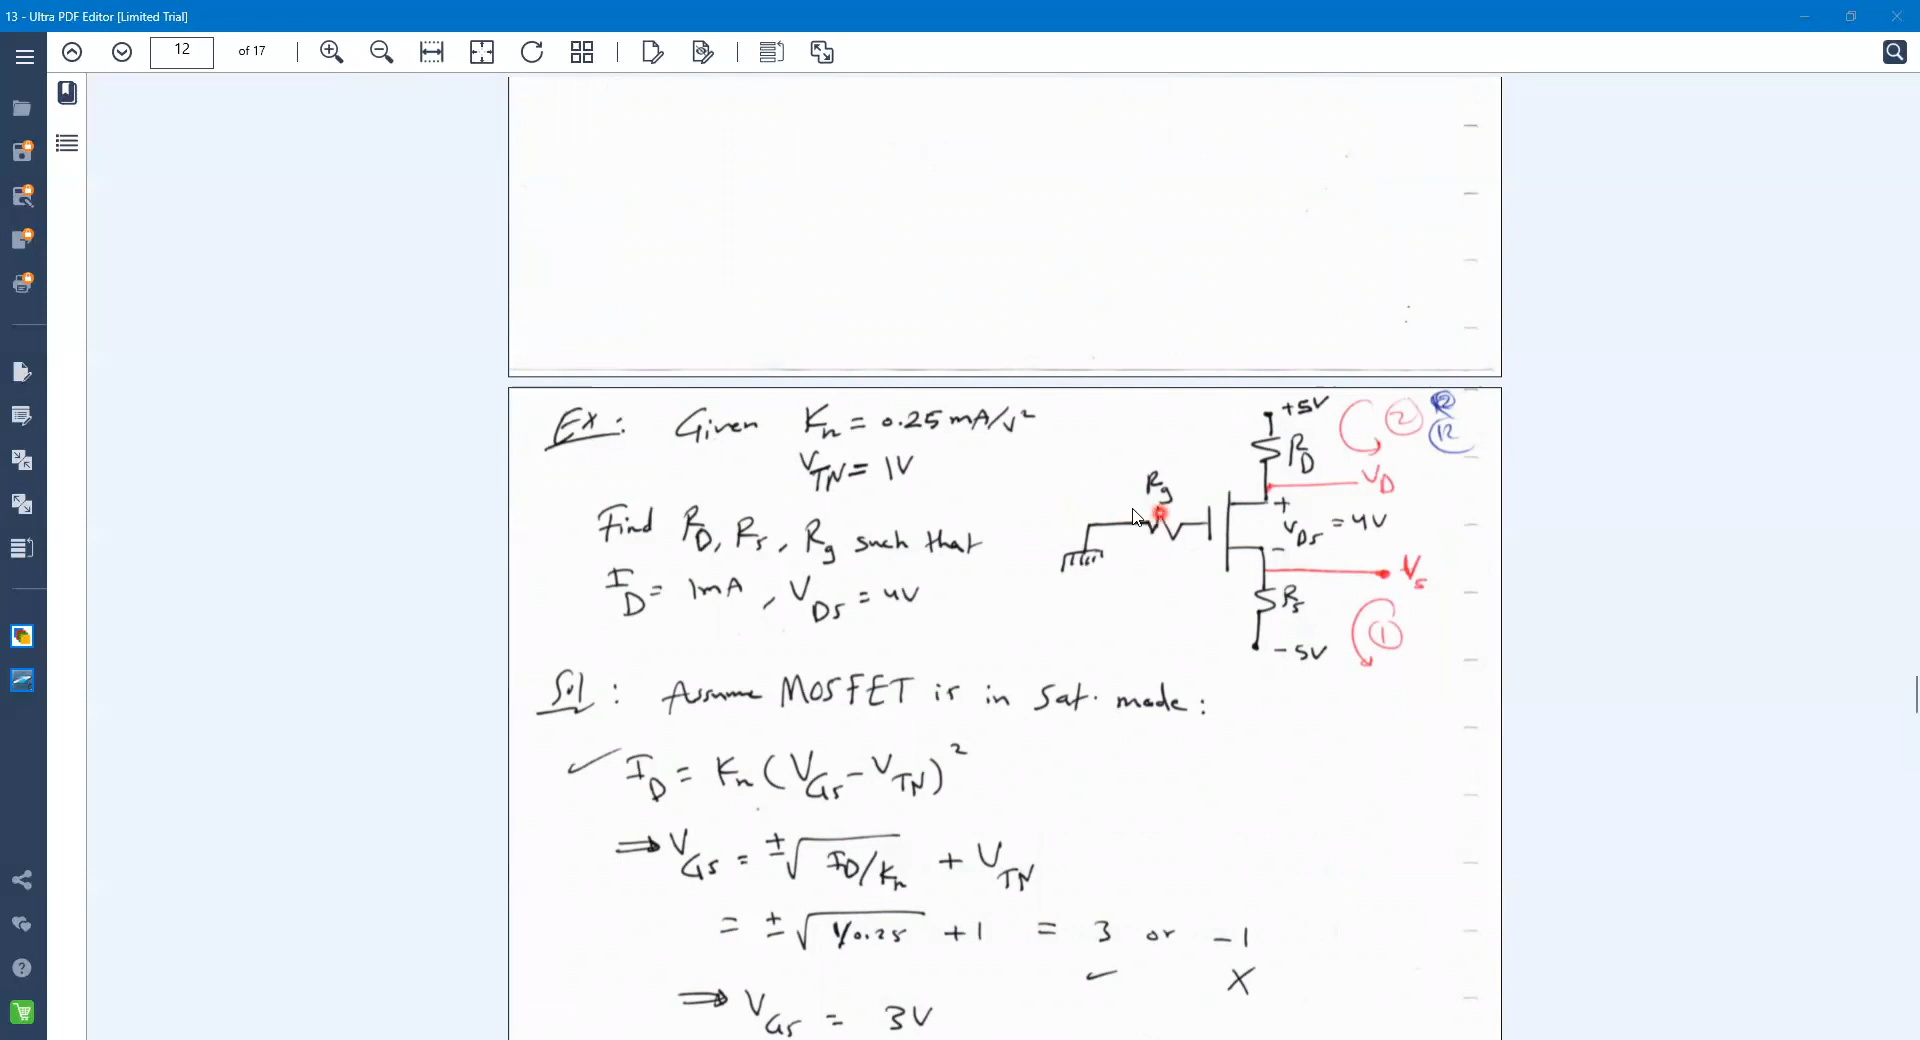 13 - Ultra PDF Editor [Limited Trial]
12 of 17
Ex: Given Kn = 0.25 mA/V²
VTN = 1V
Find RD, Rs, Rg such that
ID = 1mA, VDS = 4V
+5V
RD
2
12
VD
Rg
+
VDS = 4V
-
Vs
Rs
1
-5V
Sol: Assume MOSFET is in Sat. mode:
✓ ID = Kn (VGS - VTN)²
⇒ VGS = ±√ID/Kn + VTN
= ±√1/0.25 + 1 = 3 or -1
✓ X
⇒ VGS = 3V